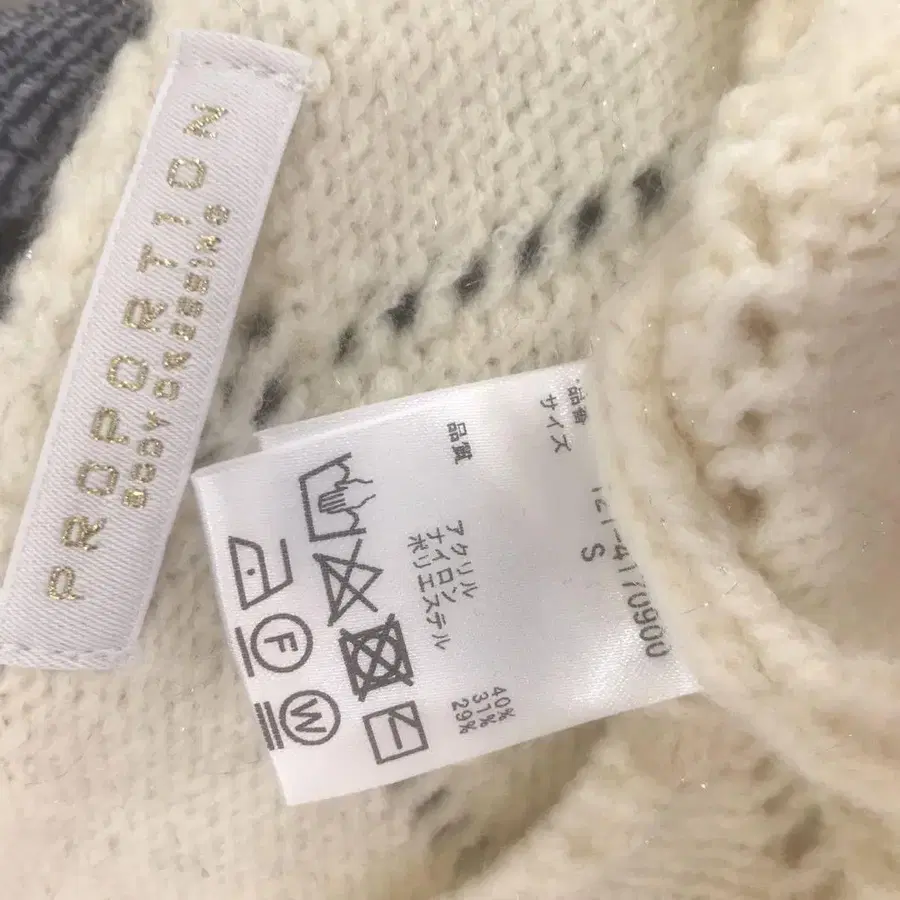 PROPORTION
BODY DRESSING
品番
121-4170900
サイズ
S
品質
アクリル 40%
ナイロン 31%
ポリエステル 29%
F
W